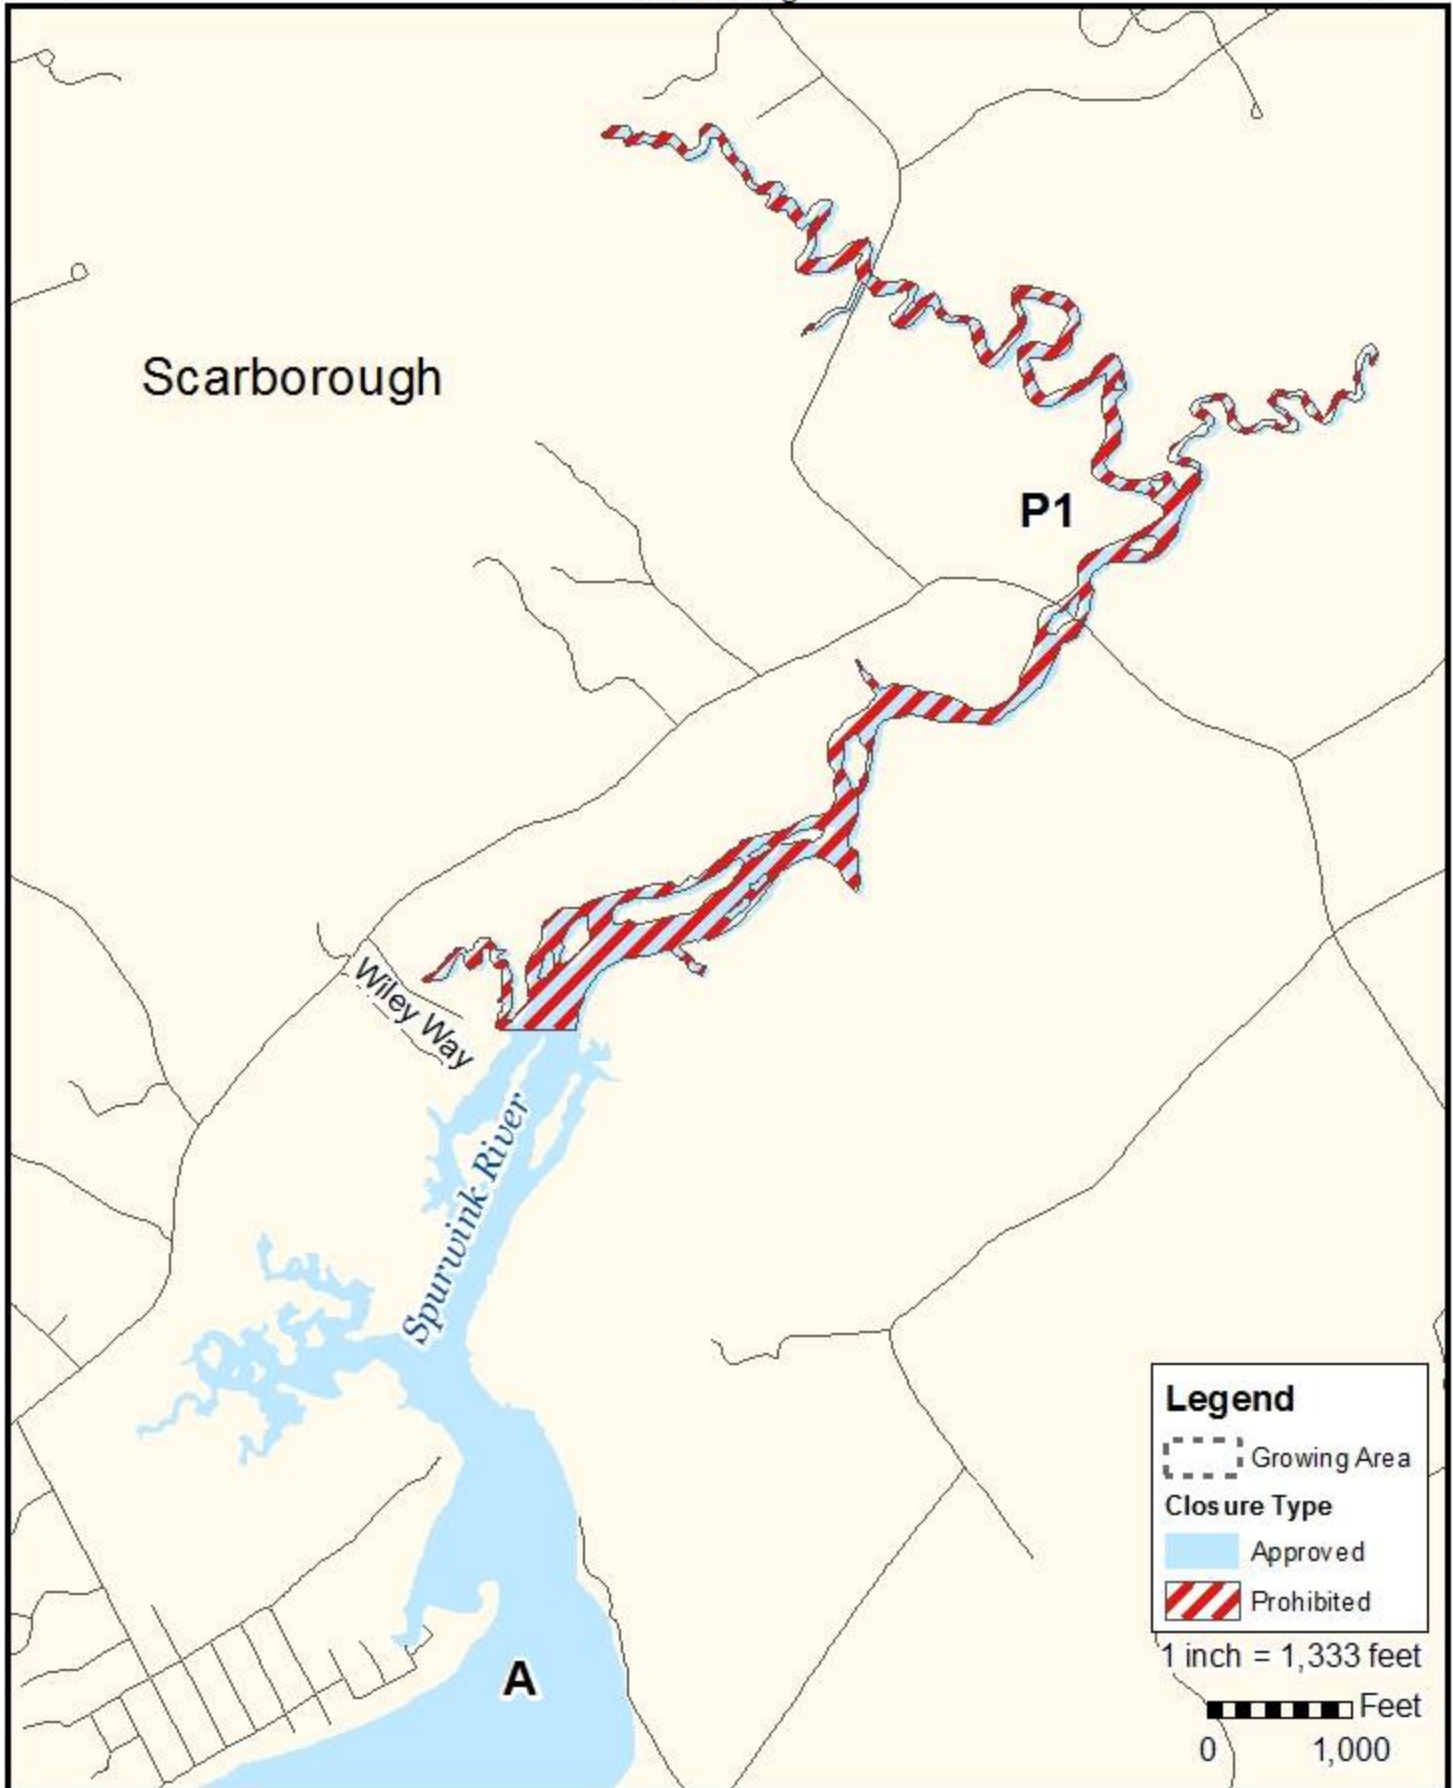 Scarborough
P1
Wiley Way
Spurwink River
A
Legend
Growing Area
Closure Type
Approved
Prohibited
1 inch = 1,333 feet
Feet
0 1,000